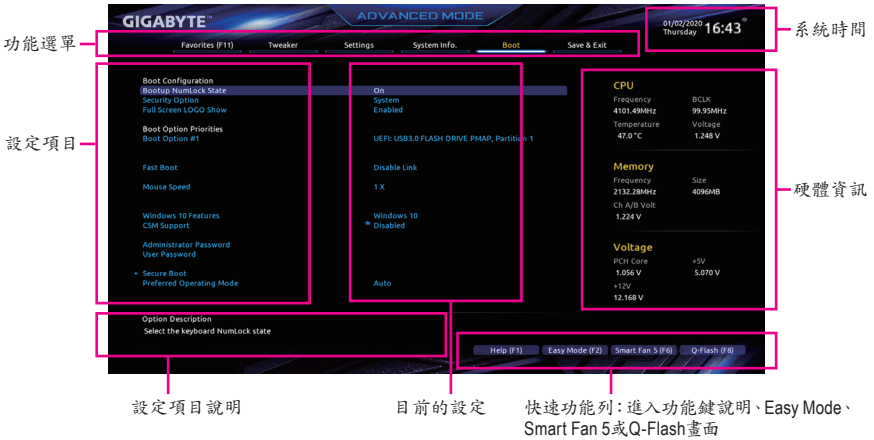 GIGABYTE™
ADVANCED MODE
01/02/2020
Thursday
16:43
系統時間
功能選單
Favorites (F11) Tweaker Settings System Info. Boot Save & Exit
設定項目
Boot Configuration
Bootup NumLock State On
Security Option System
Full Screen LOGO Show Enabled
Boot Option Priorities
Boot Option #1 UEFI: USB3.0 FLASH DRIVE PMAP, Partition 1
Fast Boot Disable Link
Mouse Speed 1 X
Windows 10 Features Windows 10
CSM Support Disabled
Administrator Password
User Password
Secure Boot
Preferred Operating Mode Auto
CPU
Frequency BCLK
4101.49MHz 99.95MHz
Temperature Voltage
47.0 °C 1.248 V
Memory
Frequency Size
2132.28MHz 4096MB
Ch A/B Volt
1.224 V
Voltage
PCH Core +5V
1.056 V 5.070 V
+12V
12.168 V
硬體資訊
Option Description
Select the keyboard NumLock state
Help (F1) Easy Mode (F2) Smart Fan 5 (F6) Q-Flash (F8)
設定項目說明
目前的設定
快速功能列：進入功能鍵說明、Easy Mode、
Smart Fan 5或Q-Flash畫面